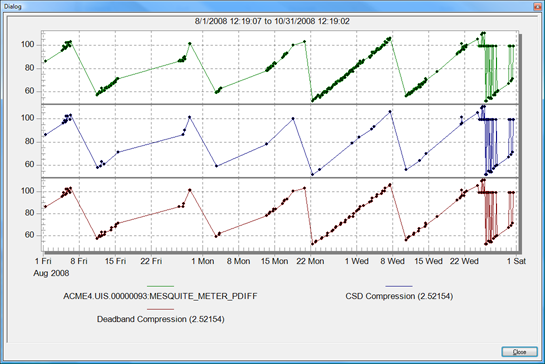 Dialog
8/1/2008 12:19:07 to 10/31/2008 12:19:02
100
80
60
100
80
60
100
80
60
1 Fri 8 Fri 15 Fri 22 Fri 1 Mon 8 Mon 15 Mon 22 Mon 1 Wed 8 Wed 15 Wed 22 Wed 1 Sat
Aug 2008
ACME4.UIS.00000093:MESQUITE_METER_PDIFF
CSD Compression (2.52154)
Deadband Compression (2.52154)
Close